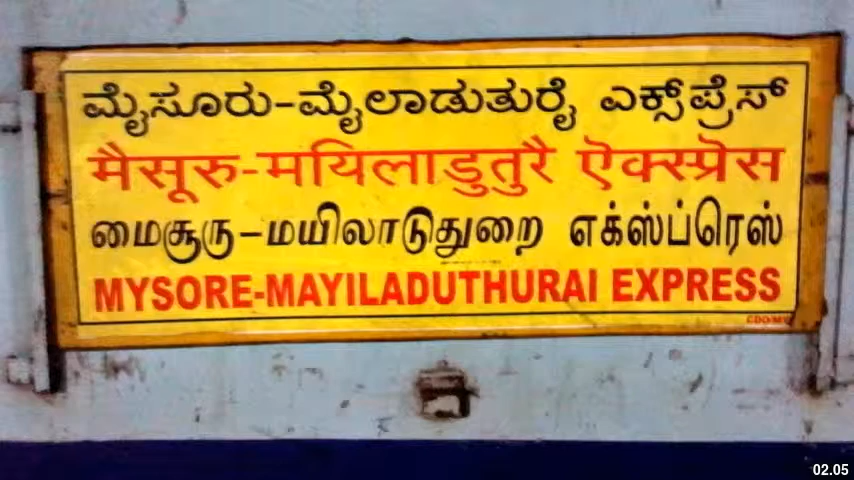 ಮೈಸೂರು-ಮೈಲಾಡುತುರೈ ಎಕ್ಸ್‌ಪ್ರೆಸ್
मैसूरु-मयिलाडुतुरै ऎक्स्प्रॆस
மைசூரு-மயிலாடுதுறை எக்ஸ்ப்ரெஸ்
MYSORE-MAYILADUTHURAI EXPRESS
02.05